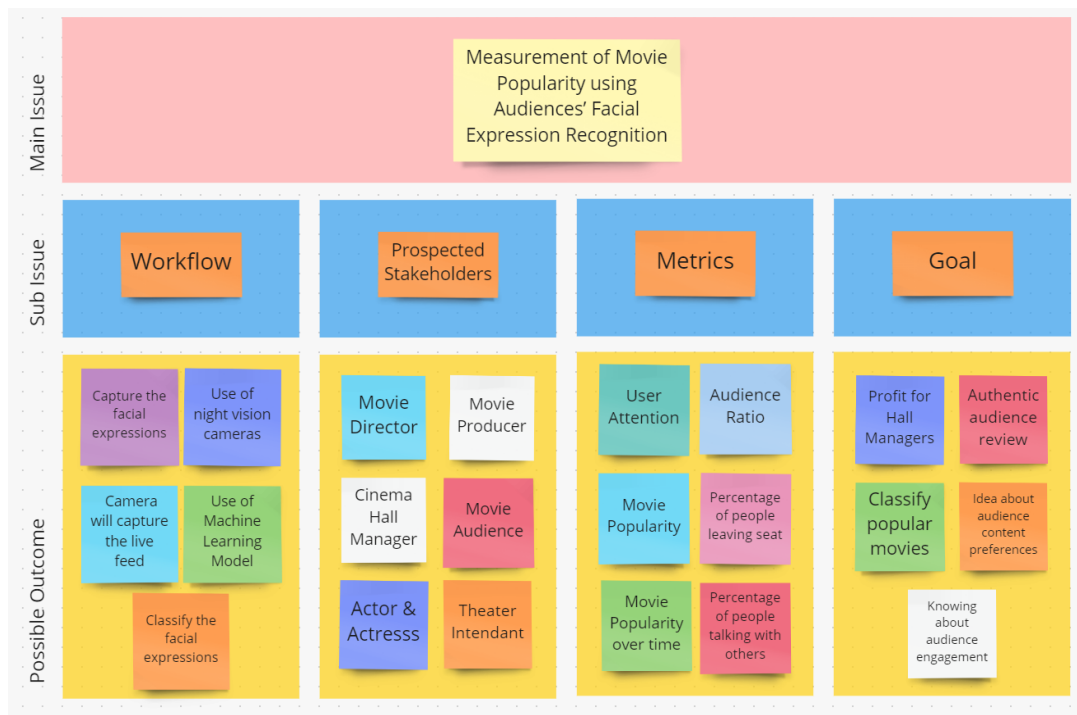 Main Issue
Measurement of Movie
Popularity using
Audiences’ Facial
Expression Recognition
Sub Issue
Workflow
Prospected
Stakeholders
Metrics
Goal
Possible Outcome
Capture the
facial
expressions
Use of
night vision
cameras
Camera
will capture
the live
feed
Use of
Machine
Learning
Model
Classify the
facial
expressions
Movie
Director
Movie
Producer
Cinema
Hall
Manager
Movie
Audience
Actor &
Actresss
Theater
Intendant
User
Attention
Audience
Ratio
Movie
Popularity
Percentage
of people
leaving seat
Movie
Popularity
over time
Percentage
of people
talking with
others
Profit for
Hall
Managers
Authentic
audience
review
Classify
popular
movies
Idea about
audience
content
preferences
Knowing
about
audience
engagement